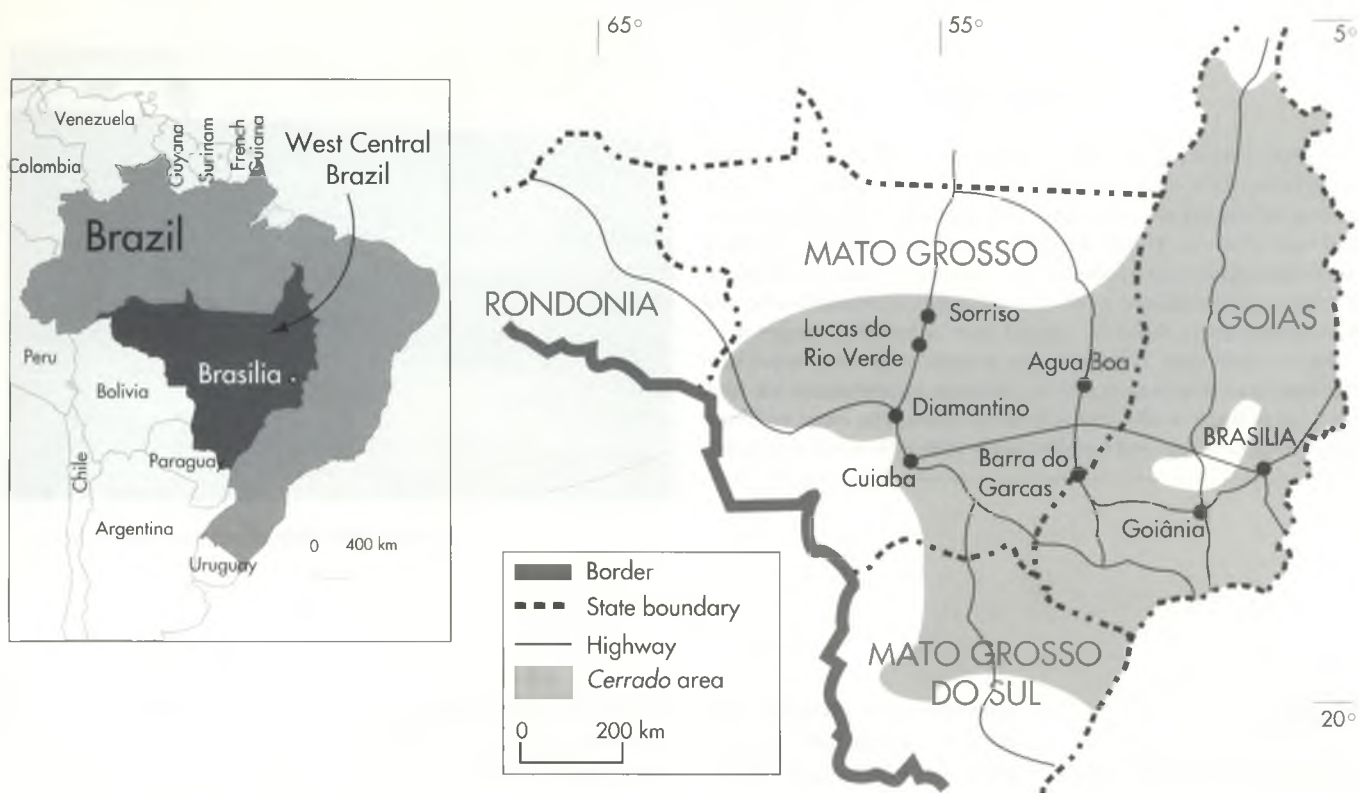 65°
55°
5°
Venezuela
Colombia
Guyana
Surinam
French
Guiana
West Central
Brazil
Brazil
Brasilia
Peru
Bolivia
Paraguay
Chile
Argentina
Uruguay
0 400 km
MATO GROSSO
RONDONIA
GOIAS
Sorriso
Lucas do
Rio Verde
Agua Boa
Diamantino
BRASILIA
Cuiaba
Barra do
Garcas
Goiânia
MATO GROSSO
DO SUL
20°
Border
State boundary
Highway
Cerrado area
0 200 km